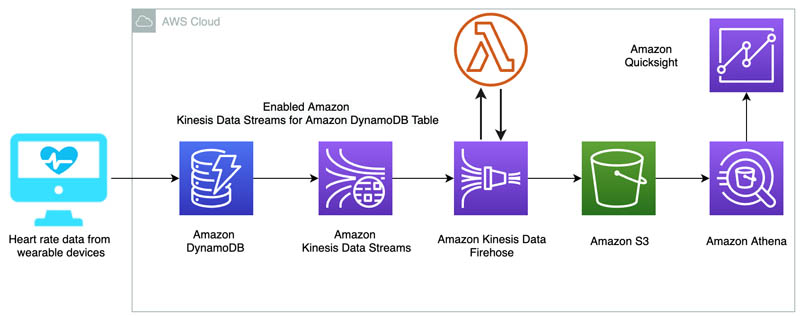 AWS Cloud
Amazon
Quicksight
Enabled Amazon
Kinesis Data Streams for Amazon DynamoDB Table
Heart rate data from
wearable devices
Amazon
DynamoDB
Amazon
Kinesis Data Streams
Amazon Kinesis Data
Firehose
Amazon S3
Amazon Athena